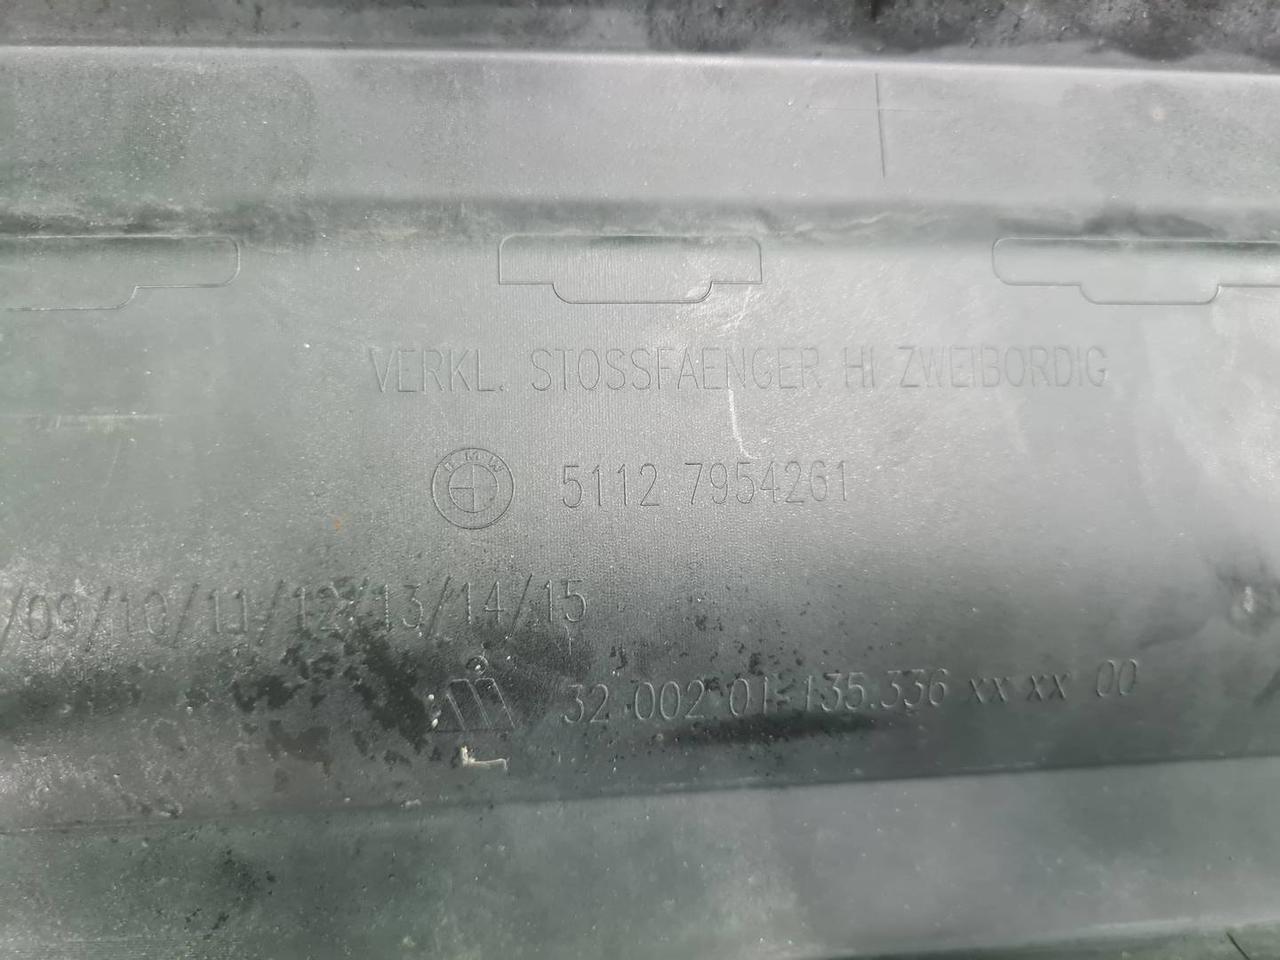 VERKL. STOSSFAENGER HI ZWEIBORDIG
BMW 5112 7954261
/09/10/11/12/13/14/15
32 002 01-135.336 xx xx 00